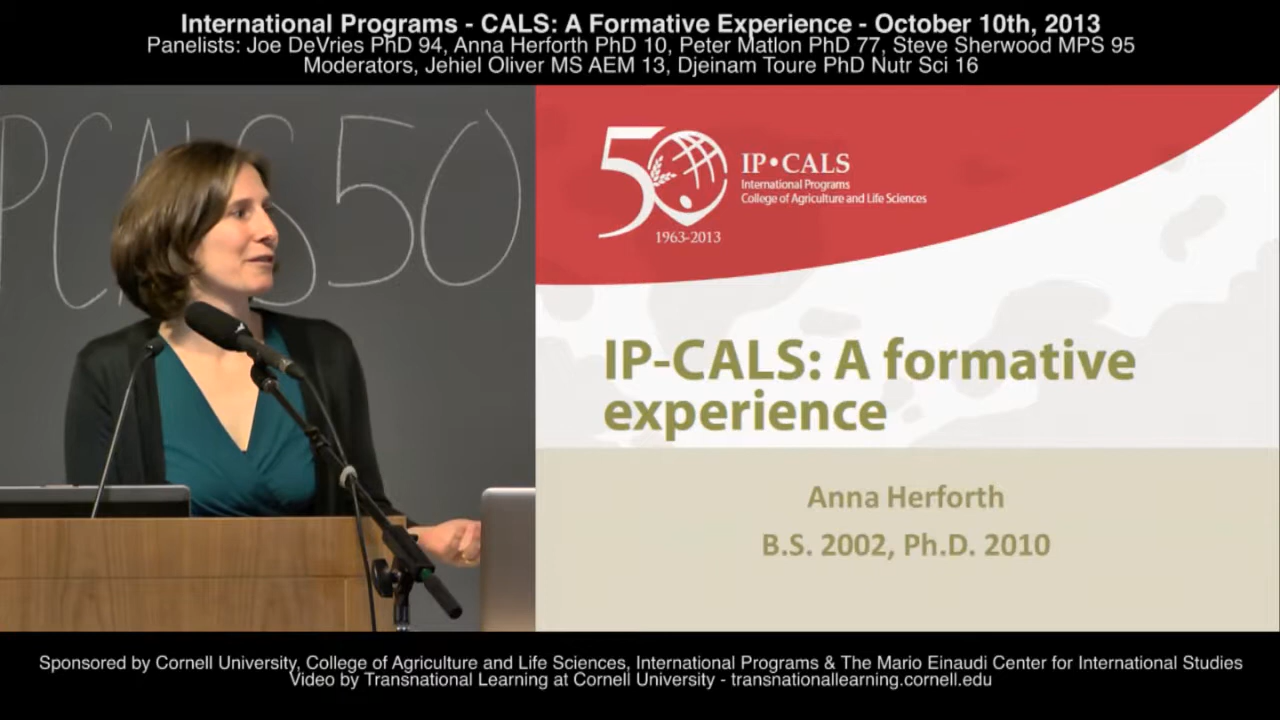 International Programs - CALS: A Formative Experience - October 10th, 2013
Panelists: Joe DeVries PhD 94, Anna Herforth PhD 10, Peter Matlon PhD 77, Steve Sherwood MPS 95
Moderators, Jehiel Oliver MS AEM 13, Djeinam Toure PhD Nutr Sci 16
IPCALS 50
50
IP•CALS
International Programs
College of Agriculture and Life Sciences
1963-2013
IP-CALS: A formative
experience
Anna Herforth
B.S. 2002, Ph.D. 2010
Sponsored by Cornell University, College of Agriculture and Life Sciences, International Programs & The Mario Einaudi Center for International Studies
Video by Transnational Learning at Cornell University - transnationallearning.cornell.edu